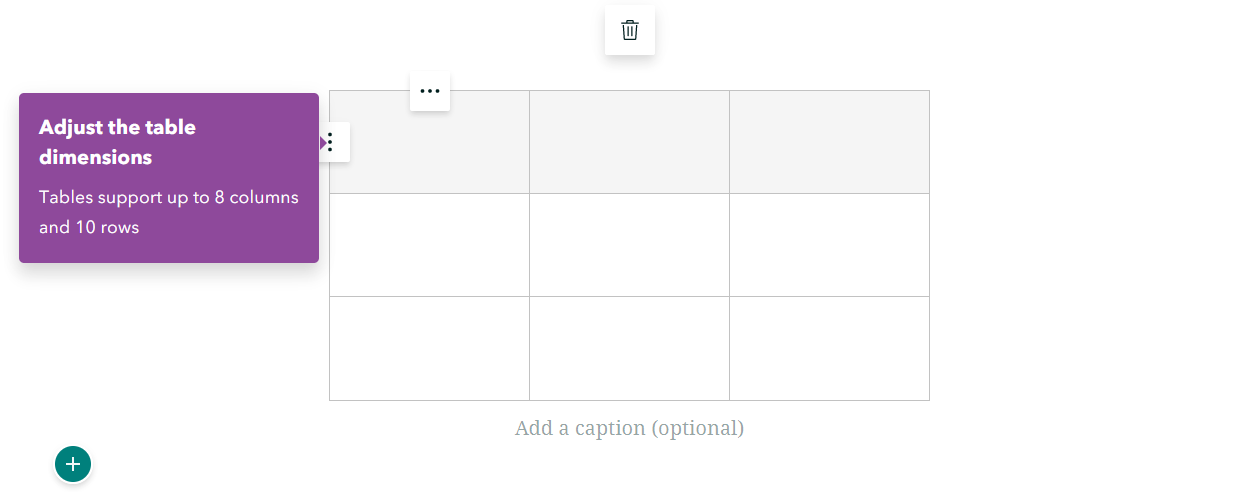 Adjust the table
dimensions
Tables support up to 8 columns
and 10 rows
Add a caption (optional)